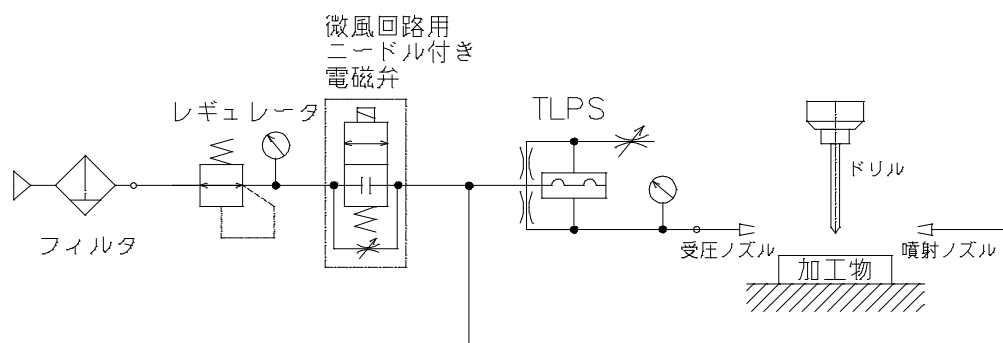 微風回路用
ニードル付き
電磁弁
レギュレータ
TLPS
ドリル
フィルタ
受圧ノズル
噴射ノズル
加工物